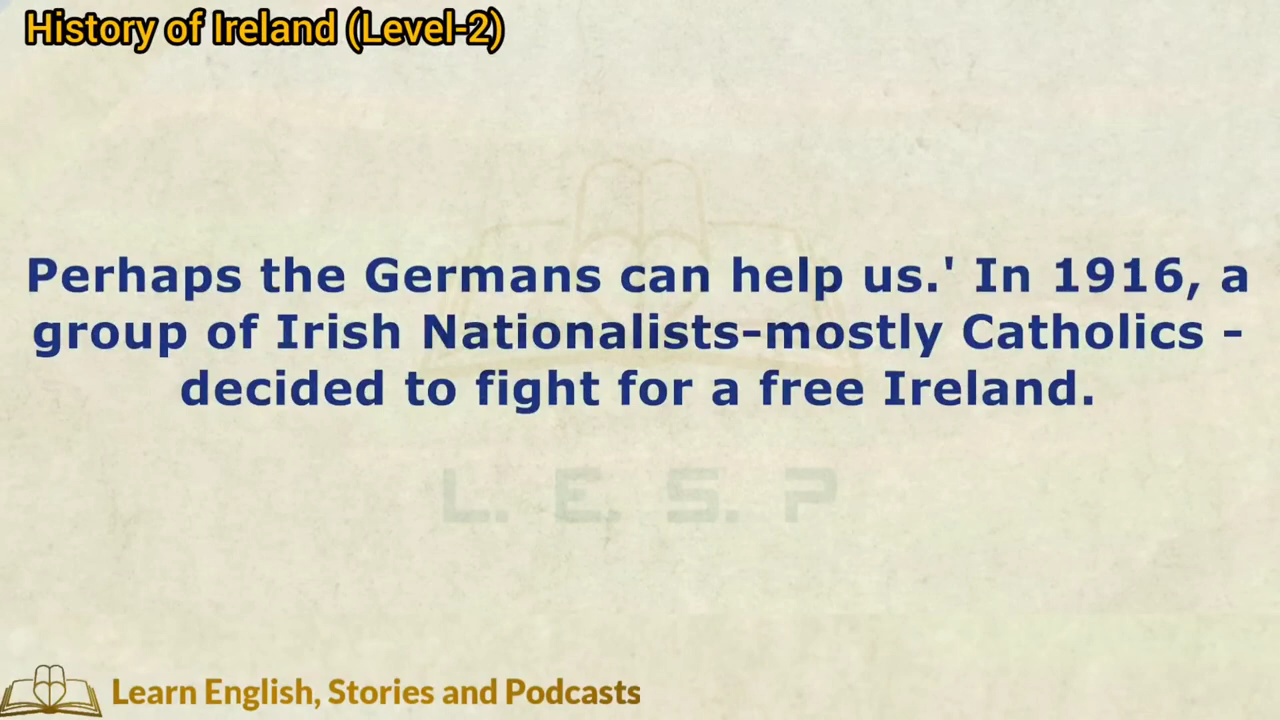 History of Ireland (Level-2)
Perhaps the Germans can help us.' In 1916, a
group of Irish Nationalists-mostly Catholics -
decided to fight for a free Ireland.
L. E. S. P
Learn English, Stories and Podcasts